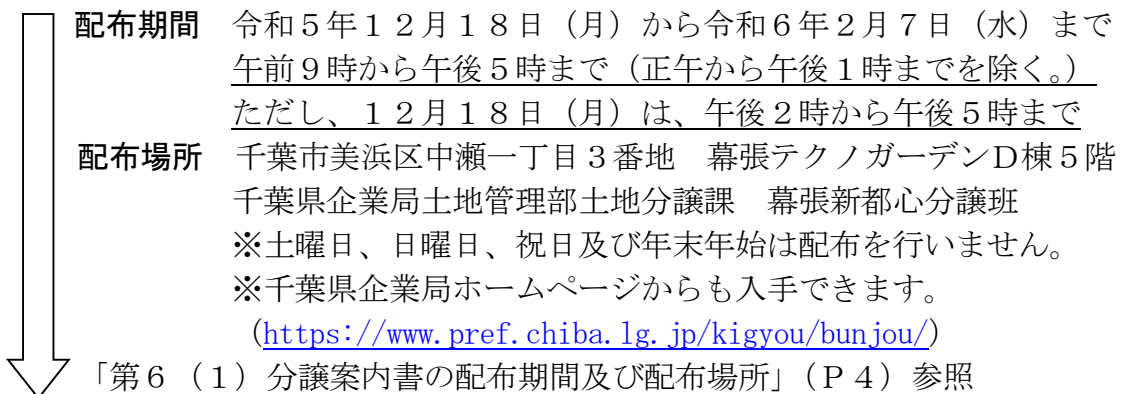 配布期間　令和５年１２月１８日（月）から令和６年２月７日（水）まで
午前９時から午後５時まで（正午から午後１時までを除く。）
ただし、１２月１８日（月）は、午後２時から午後５時まで
配布場所　千葉市美浜区中瀬一丁目３番地　幕張テクノガーデンＤ棟５階
千葉県企業局土地管理部土地分譲課　幕張新都心分譲班
※土曜日、日曜日、祝日及び年末年始は配布を行いません。
※千葉県企業局ホームページからも入手できます。
(https://www.pref.chiba.lg.jp/kigyou/bunjou/)
「第６（１）分譲案内書の配布期間及び配布場所」（Ｐ４）参照